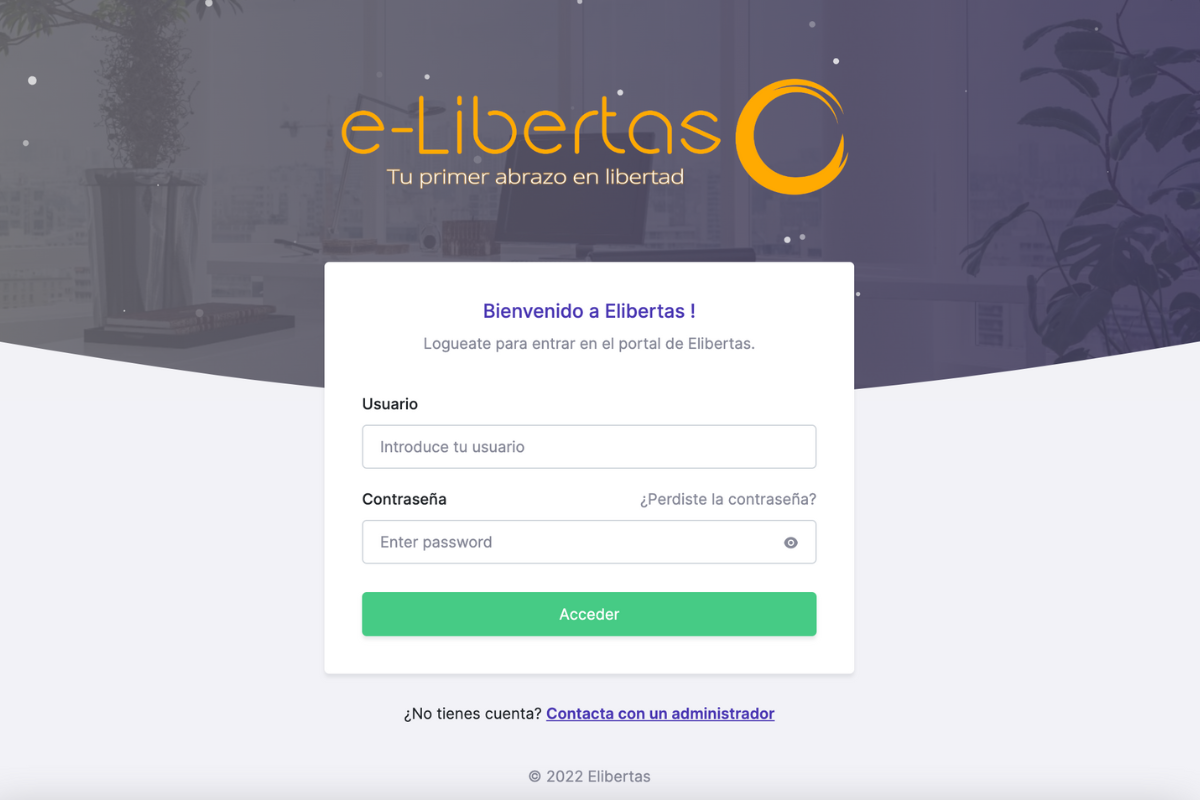 e-Libertas
Tu primer abrazo en libertad
Bienvenido a Elibertas !
Logueate para entrar en el portal de Elibertas.
Usuario
Introduce tu usuario
Contraseña ¿Perdiste la contraseña?
Enter password
Acceder
¿No tienes cuenta? Contacta con un administrador
© 2022 Elibertas